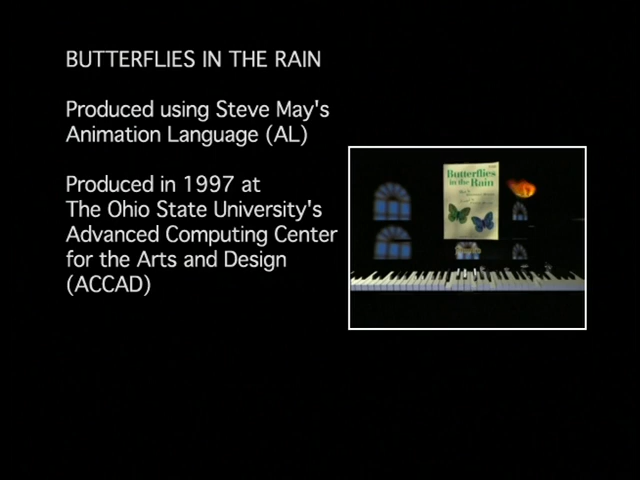 BUTTERFLIES IN THE RAIN
Produced using Steve May's
Animation Language (AL)
Produced in 1997 at
The Ohio State University's
Advanced Computing Center
for the Arts and Design
(ACCAD)
Butterflies
in the Rain